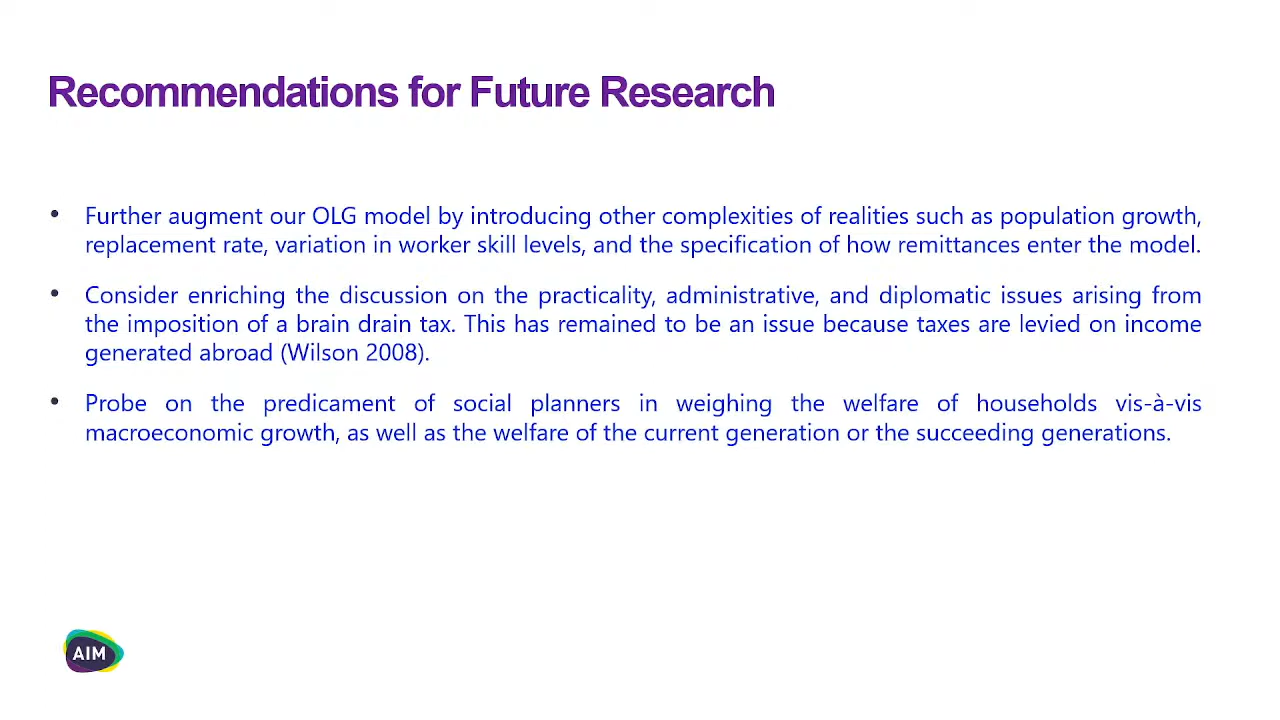 Recommendations for Future Research
• Further augment our OLG model by introducing other complexities of realities such as population growth,
replacement rate, variation in worker skill levels, and the specification of how remittances enter the model.
• Consider enriching the discussion on the practicality, administrative, and diplomatic issues arising from
the imposition of a brain drain tax. This has remained to be an issue because taxes are levied on income
generated abroad (Wilson 2008).
• Probe on the predicament of social planners in weighing the welfare of households vis-à-vis
macroeconomic growth, as well as the welfare of the current generation or the succeeding generations.
AIM